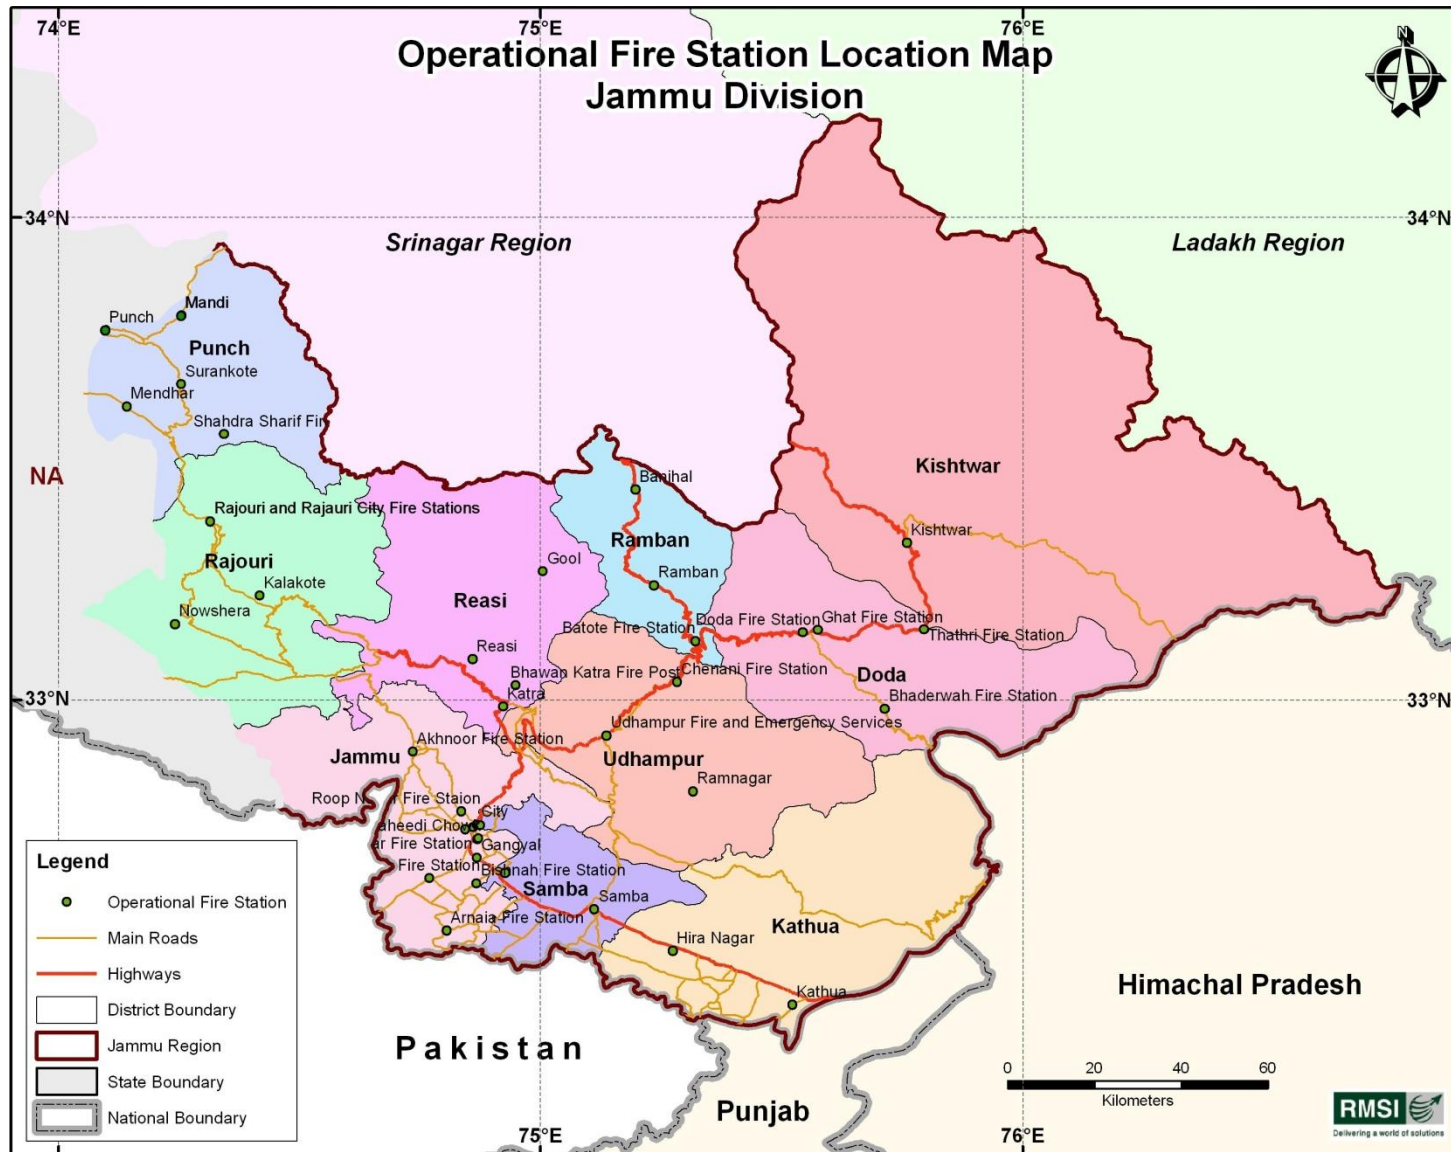 74°E
75°E
76°E
Operational Fire Station Location Map
Jammu Division
N
34°N
34°N
Srinagar Region
Ladakh Region
Mandi
Punch
Punch
Surankote
Mendhar
Shahdra Sharif Fir
NA
Kishtwar
Banihal
Rajouri and Rajauri City Fire Stations
Kishtwar
Ramban
Rajouri
Gool
Kalakote
Ramban
Reasi
Nowshera
Batote Fire Station
Doda Fire Station
Ghat Fire Station
Thathri Fire Station
Reasi
Bhawan Katra Fire Post
Chenani Fire Station
Doda
Katra
Bhaderwah Fire Station
33°N
33°N
Udhampur Fire and Emergency Services
Akhnoor Fire Station
Jammu
Udhampur
Ramnagar
Roop N r Fire Staion
City
aheedi Chow
ar Fire Station
Gangyal
Fire Station
Bishnah Fire Station
Samba
Samba
Arnaia Fire Station
Kathua
Hira Nagar
Kathua
Himachal Pradesh
Pakistan
Punjab
Legend
Operational Fire Station
Main Roads
Highways
District Boundary
Jammu Region
State Boundary
National Boundary
0 20 40 60
Kilometers
RMSI
Delivering a world of solutions
75°E
76°E